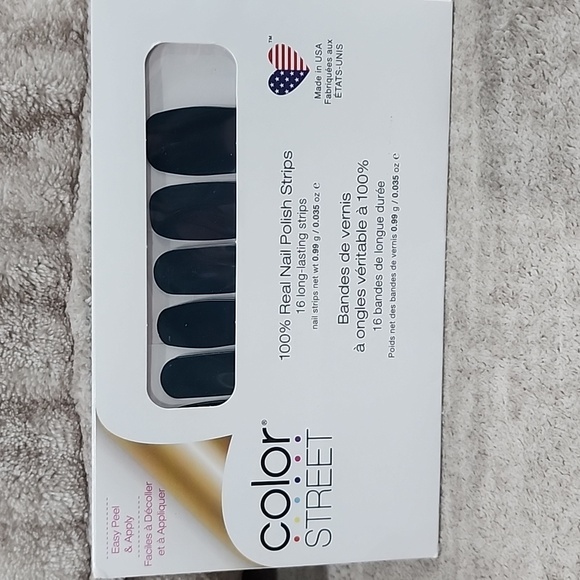 Easy Peel
& Apply
Faciles à Décoller
et à Appliquer
color®
STREET
100% Real Nail Polish Strips
16 long-lasting strips
nail strips net wt 0.99 g / 0.035 oz ℮
Bandes de vernis
à ongles véritable à 100%
16 bandes de longue durée
Poids net des bandes de vernis 0.99 g / 0.035 oz ℮
™
Made in USA
Fabriquées aux
ÉTATS-UNIS